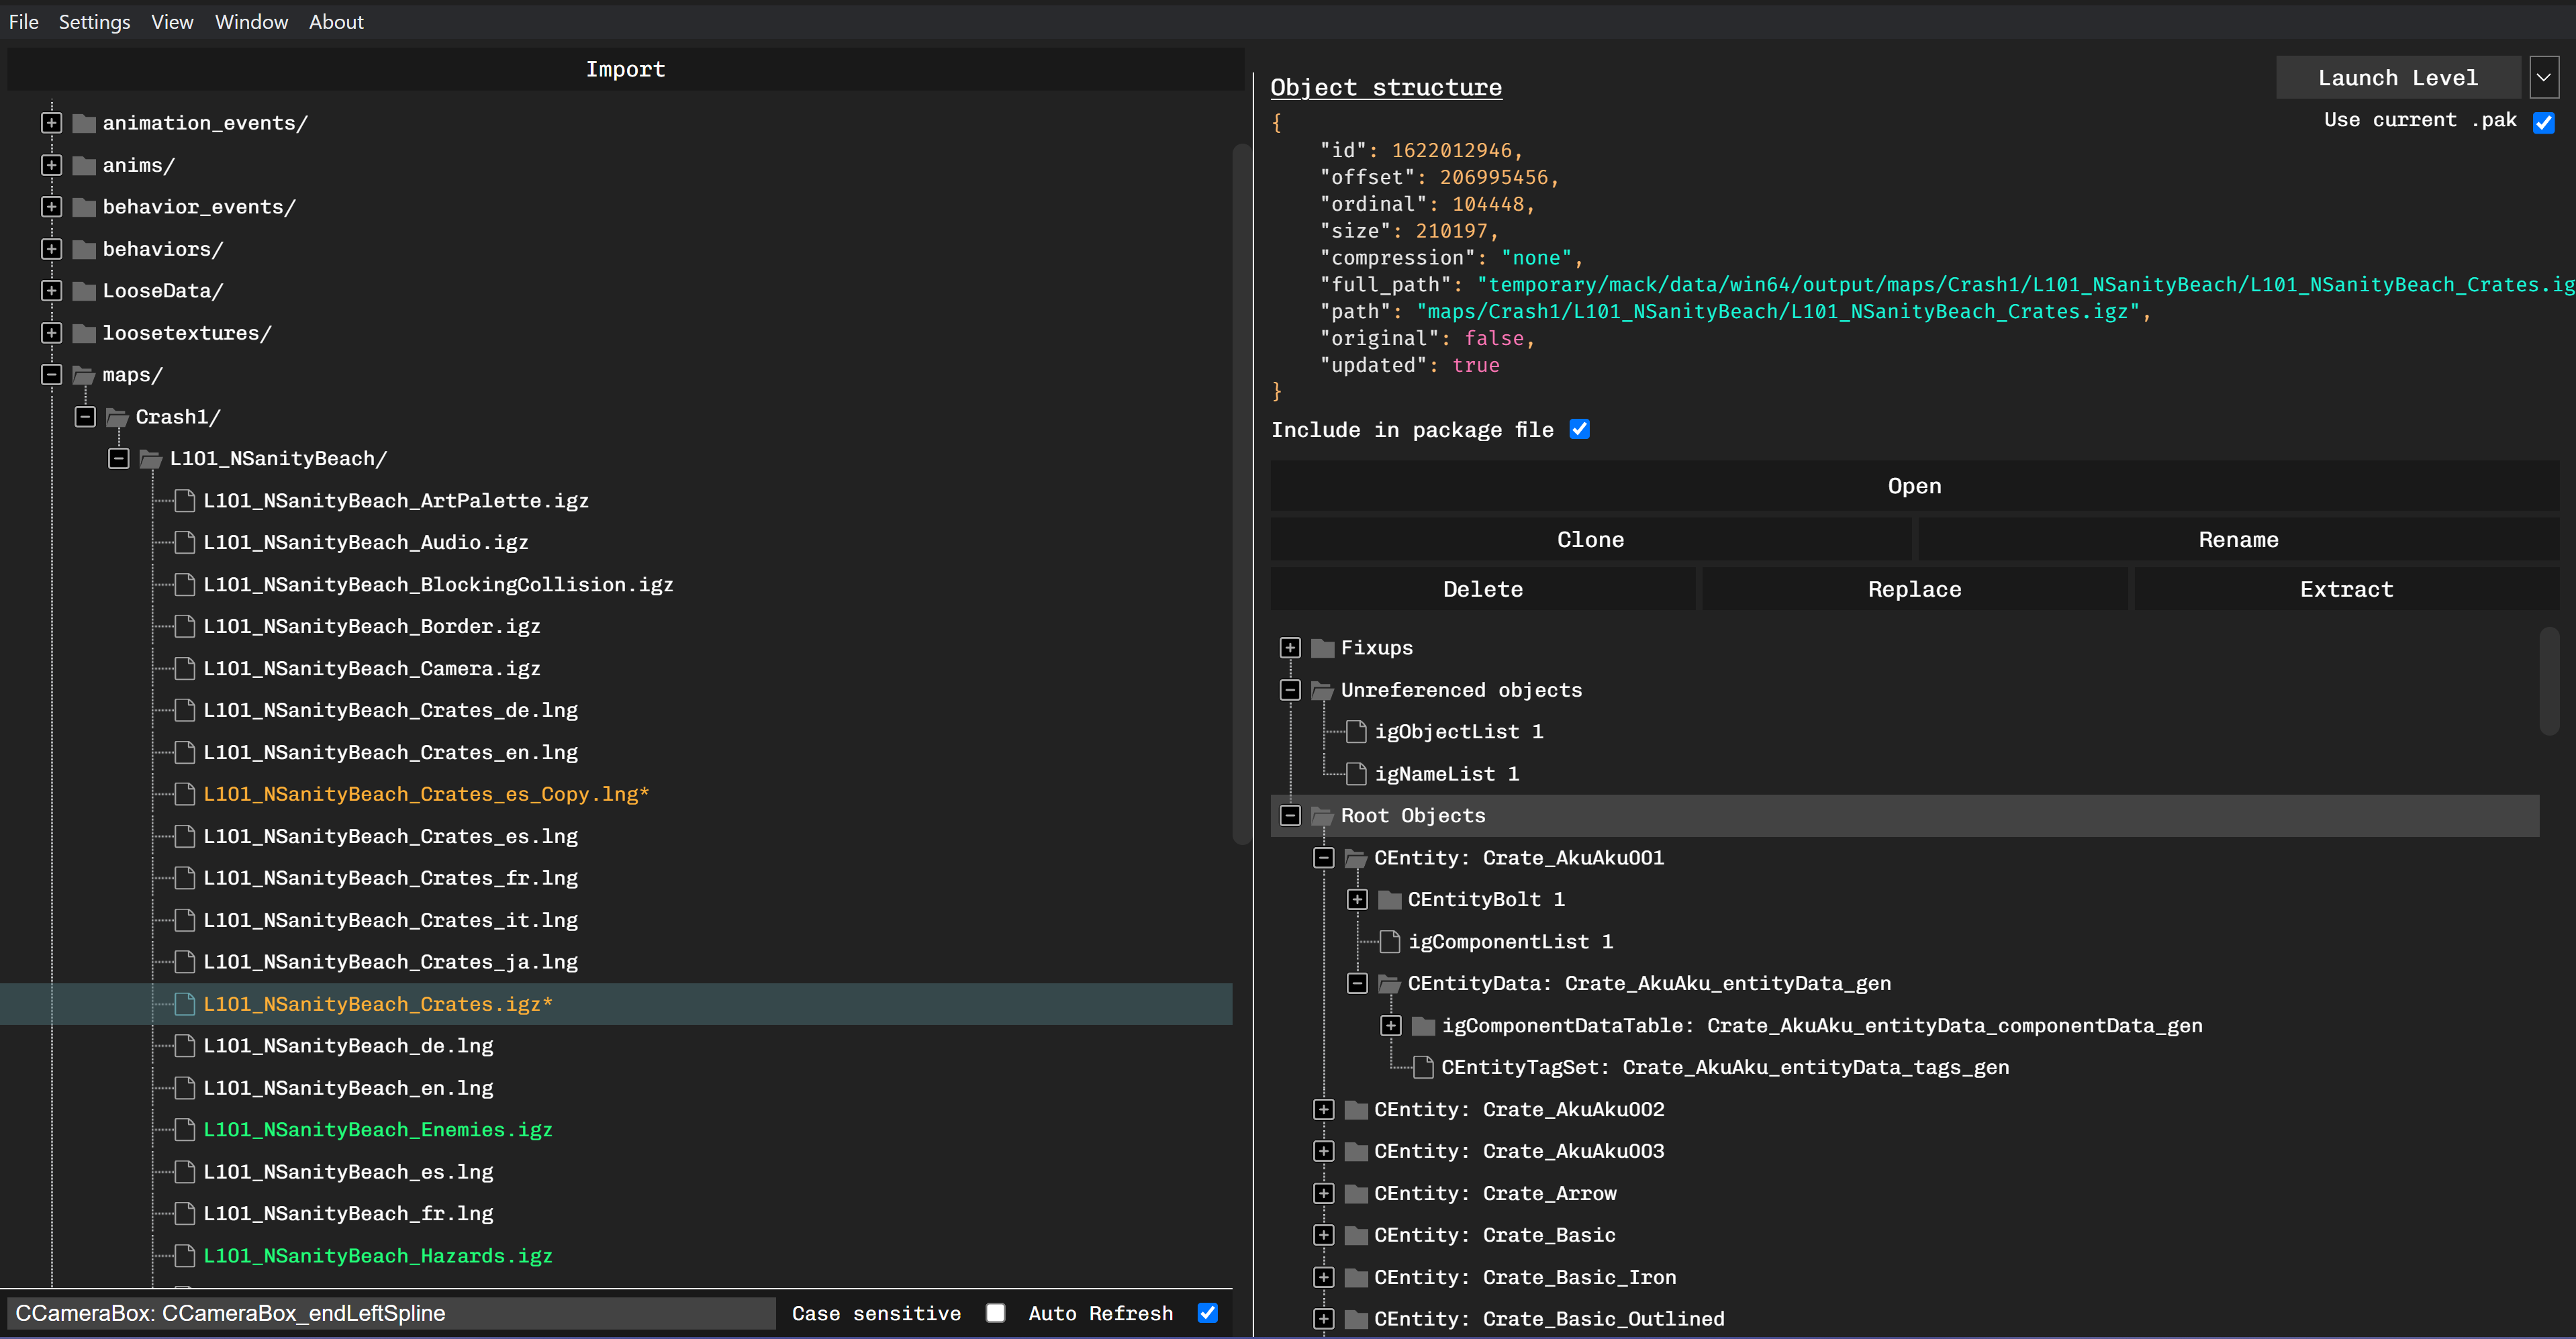 File Settings View Window About
Import
animation_events/
anims/
behavior_events/
behaviors/
LooseData/
loosetextures/
maps/
Crash1/
L101_NSanityBeach/
L101_NSanityBeach_ArtPalette.igz
L101_NSanityBeach_Audio.igz
L101_NSanityBeach_BlockingCollision.igz
L101_NSanityBeach_Border.igz
L101_NSanityBeach_Camera.igz
L101_NSanityBeach_Crates_de.lng
L101_NSanityBeach_Crates_en.lng
L101_NSanityBeach_Crates_es_Copy.lng*
L101_NSanityBeach_Crates_es.lng
L101_NSanityBeach_Crates_fr.lng
L101_NSanityBeach_Crates_it.lng
L101_NSanityBeach_Crates_ja.lng
L101_NSanityBeach_Crates.igz*
L101_NSanityBeach_de.lng
L101_NSanityBeach_en.lng
L101_NSanityBeach_Enemies.igz
L101_NSanityBeach_es.lng
L101_NSanityBeach_fr.lng
L101_NSanityBeach_Hazards.igz
CCameraBox: CCameraBox_endLeftSpline
Case sensitive
Auto Refresh
Object structure
Launch Level
Use current .pak
{
"id": 1622012946,
"offset": 206995456,
"ordinal": 104448,
"size": 210197,
"compression": "none",
"full_path": "temporary/mack/data/win64/output/maps/Crash1/L101_NSanityBeach/L101_NSanityBeach_Crates.ig
"path": "maps/Crash1/L101_NSanityBeach/L101_NSanityBeach_Crates.igz",
"original": false,
"updated": true
}
Include in package file
Open
Clone
Rename
Delete
Replace
Extract
Fixups
Unreferenced objects
igObjectList 1
igNameList 1
Root Objects
CEntity: Crate_AkuAku001
CEntityBolt 1
igComponentList 1
CEntityData: Crate_AkuAku_entityData_gen
igComponentDataTable: Crate_AkuAku_entityData_componentData_gen
CEntityTagSet: Crate_AkuAku_entityData_tags_gen
CEntity: Crate_AkuAku002
CEntity: Crate_AkuAku003
CEntity: Crate_Arrow
CEntity: Crate_Basic
CEntity: Crate_Basic_Iron
CEntity: Crate_Basic_Outlined